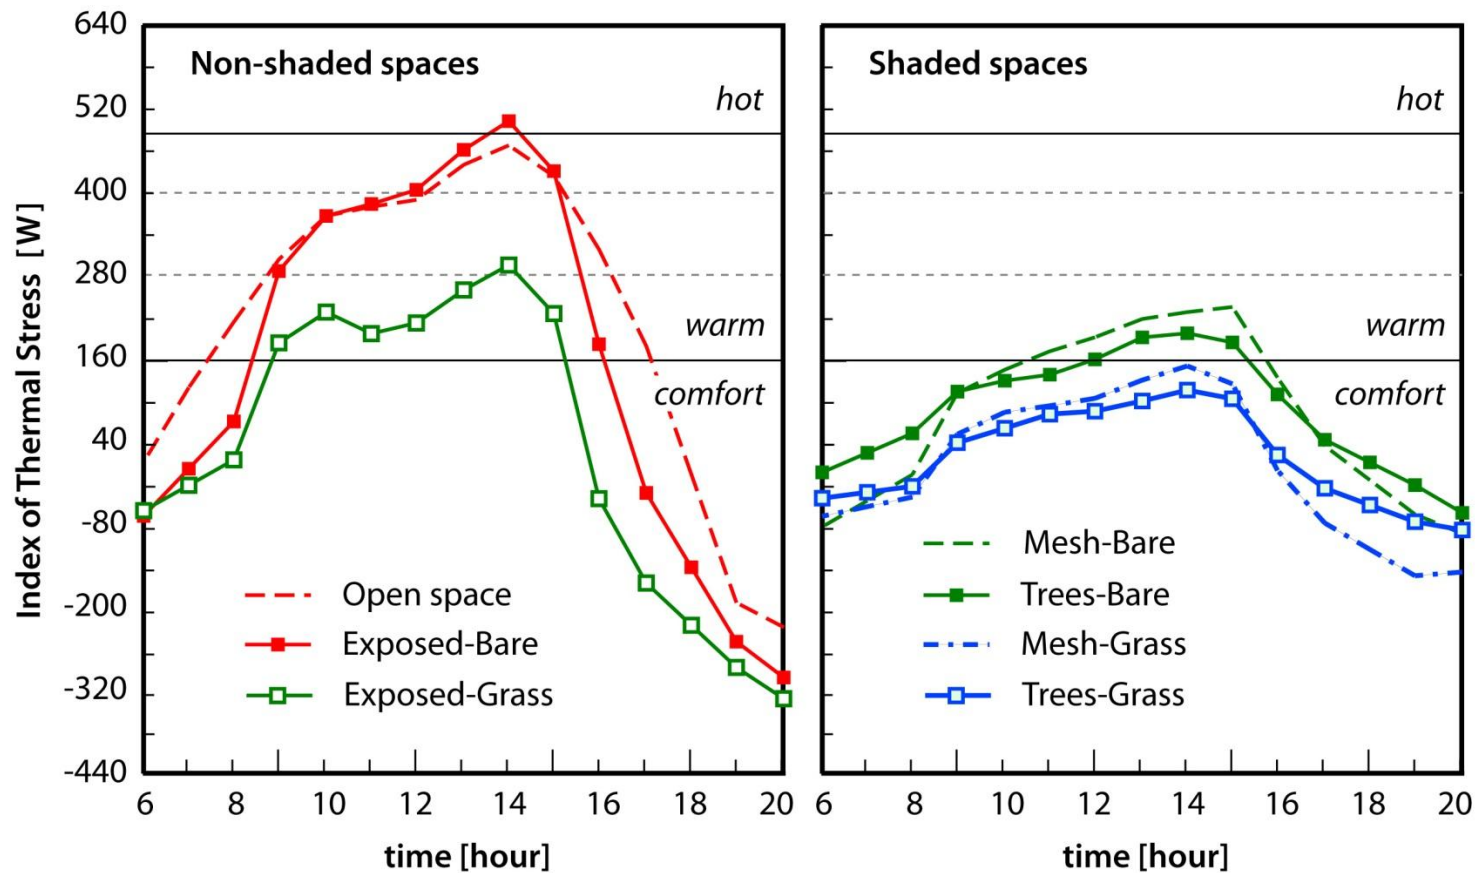 Index of Thermal Stress [W]
640
520
400
280
160
40
-80
-200
-320
-440
Non-shaded spaces
hot
warm
comfort
Open space
Exposed-Bare
Exposed-Grass
6 8 10 12 14 16 18 20
time [hour]
Shaded spaces
hot
warm
comfort
Mesh-Bare
Trees-Bare
Mesh-Grass
Trees-Grass
6 8 10 12 14 16 18 20
time [hour]